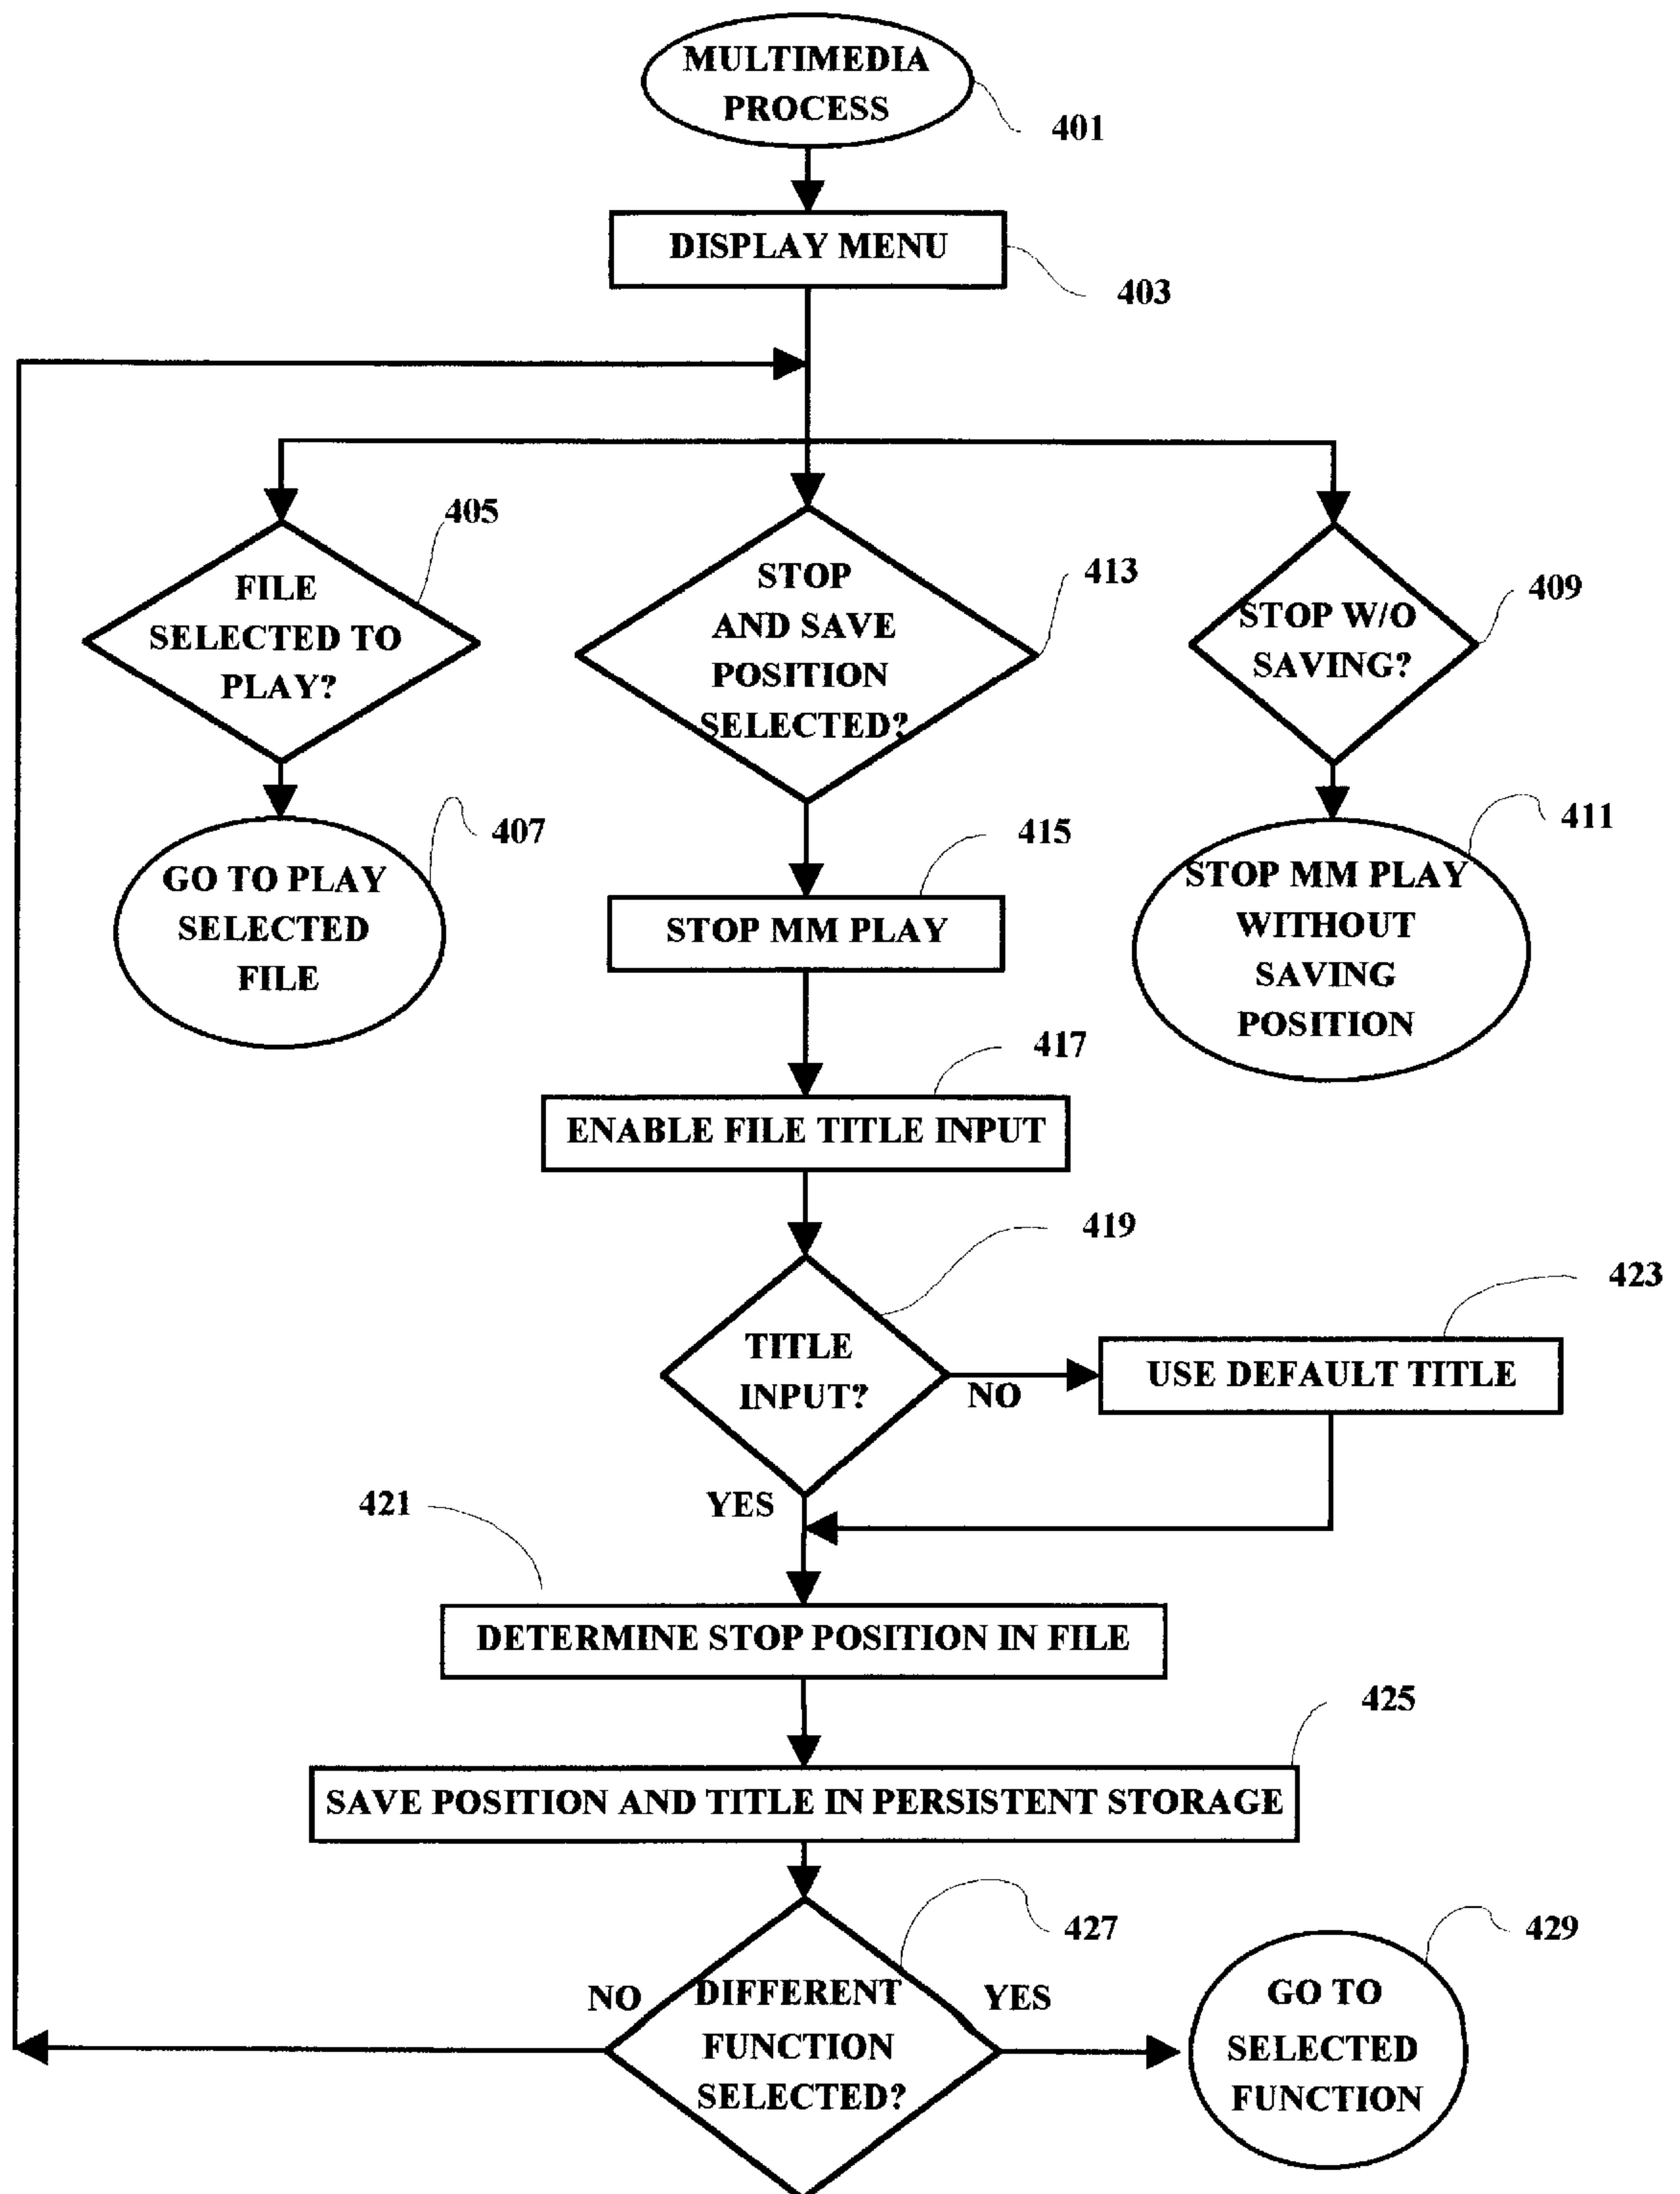 MULTIMEDIA
PROCESS
401
DISPLAY MENU
403
405
FILE
SELECTED TO
PLAY?
413
STOP
AND SAVE
POSITION
SELECTED?
409
STOP W/O
SAVING?
407
GO TO PLAY
SELECTED
FILE
415
STOP MM PLAY
411
STOP MM PLAY
WITHOUT
SAVING
POSITION
417
ENABLE FILE TITLE INPUT
419
TITLE
INPUT?
NO
423
USE DEFAULT TITLE
YES
421
DETERMINE STOP POSITION IN FILE
425
SAVE POSITION AND TITLE IN PERSISTENT STORAGE
427
NO
DIFFERENT
FUNCTION
SELECTED?
YES
429
GO TO
SELECTED
FUNCTION